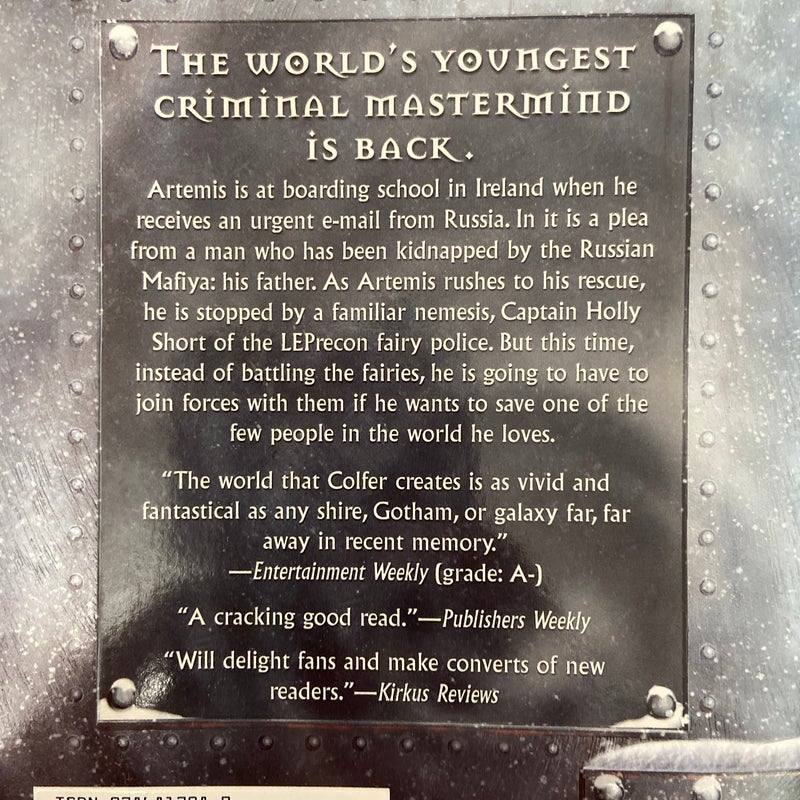 THE WORLD'S YOUNGEST
CRIMINAL MASTERMIND
IS BACK.
Artemis is at boarding school in Ireland when he
receives an urgent e-mail from Russia. In it is a plea
from a man who has been kidnapped by the Russian
Mafiya: his father. As Artemis rushes to his rescue,
he is stopped by a familiar nemesis, Captain Holly
Short of the LEPrecon fairy police. But this time,
instead of battling the fairies, he is going to have to
join forces with them if he wants to save one of the
few people in the world he loves.
“The world that Colfer creates is as vivid and
fantastical as any shire, Gotham, or galaxy far, far
away in recent memory.”
—Entertainment Weekly (grade: A-)
“A cracking good read.”—Publishers Weekly
“Will delight fans and make converts of new
readers.”—Kirkus Reviews
ISBN